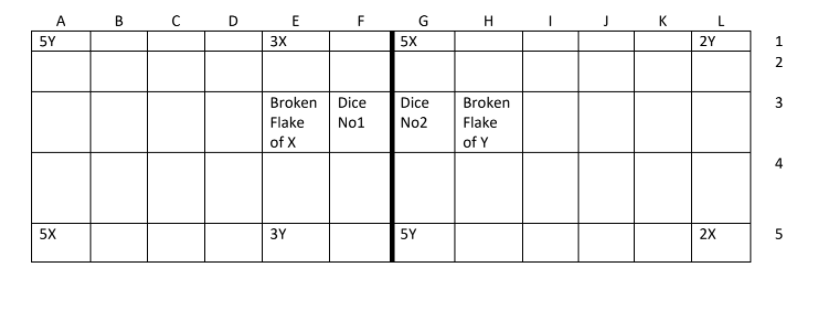 A B C D E F G H I J K L
5Y 3X 5X 2Y 1
2
Broken Dice Dice Broken 3
Flake No1 No2 Flake
of X of Y
4
5X 3Y 5Y 2X 5